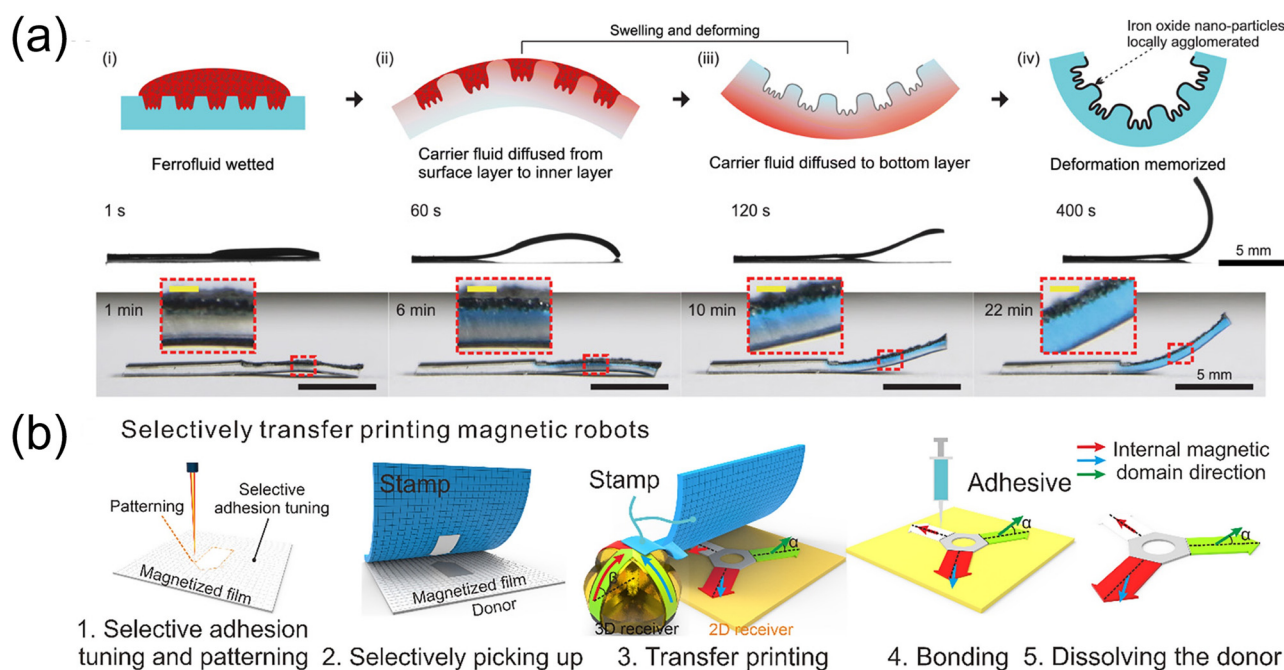 (a)
Swelling and deforming
Iron oxide nano-particles
locally agglomerated
(i)
(ii)
(iii)
(iv)
Ferrofluid wetted
Carrier fluid diffused from
surface layer to inner layer
Carrier fluid diffused to bottom layer
Deformation memorized
1 s
60 s
120 s
400 s
5 mm
1 min
6 min
10 min
22 min
5 mm
(b)
Selectively transfer printing magnetic robots
Patterning
Selective
adhesion tuning
Magnetized film
1. Selective adhesion
tuning and patterning
Stamp
Magnetized film
Donor
2. Selectively picking up
Stamp
α
β
3D receiver
2D receiver
3. Transfer printing
Adhesive
α
4. Bonding
Internal magnetic
domain direction
α
5. Dissolving the donor